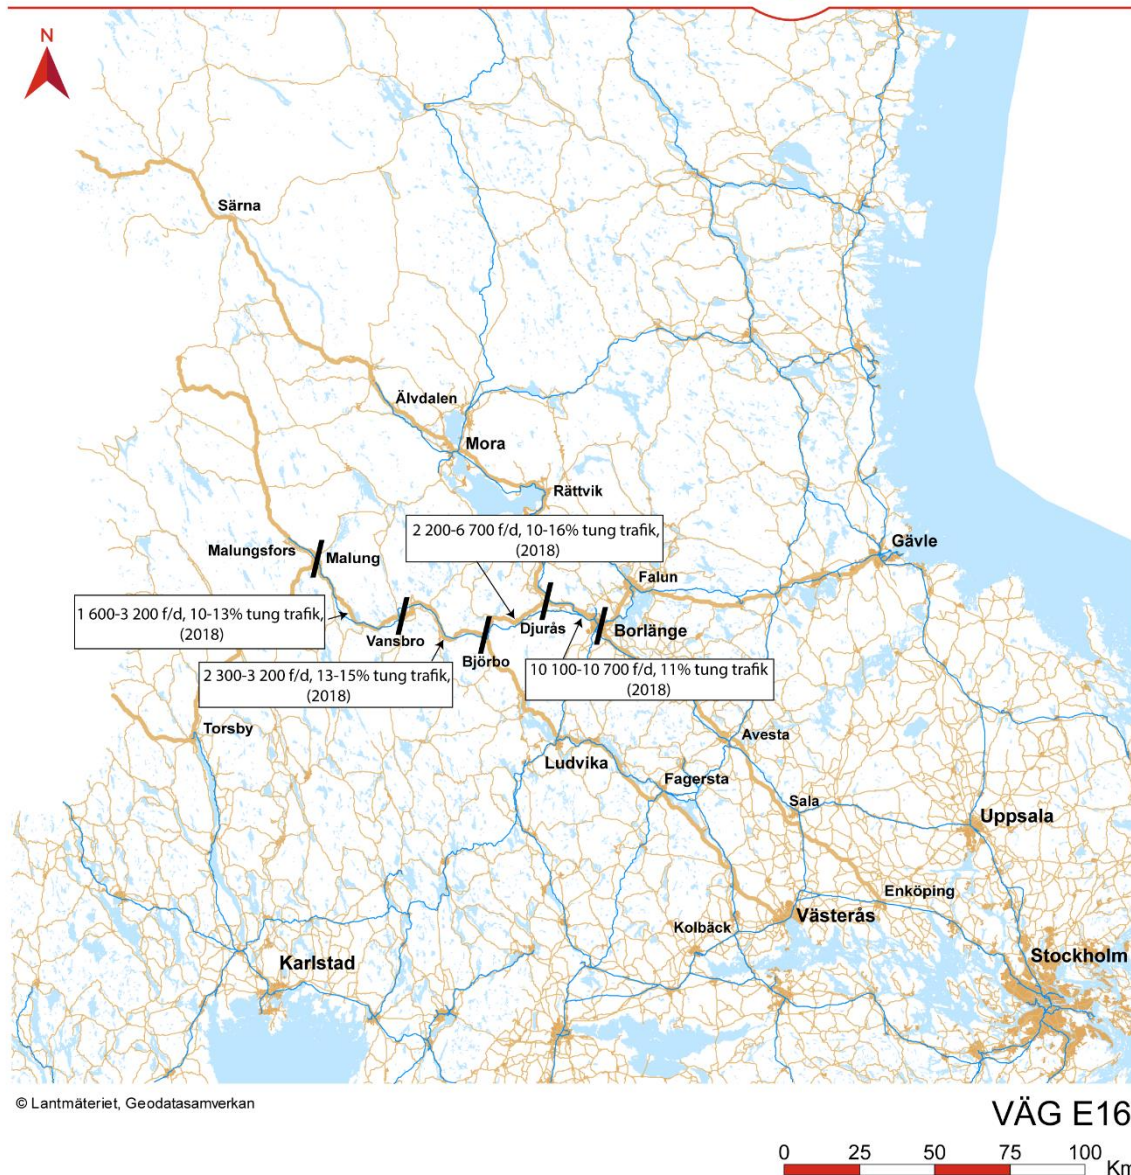 N
Särna
Älvdalen
Mora
Rättvik
2 200-6 700 f/d, 10-16% tung trafik,
(2018)
Gävle
Malungsfors
Malung
Falun
1 600-3 200 f/d, 10-13% tung trafik,
(2018)
Vansbro
Djurås
Borlänge
Björbo
2 300-3 200 f/d, 13-15% tung trafik,
(2018)
10 100-10 700 f/d, 11% tung trafik
(2018)
Torsby
Avesta
Ludvika
Fagersta
Sala
Uppsala
Enköping
Västerås
Kolbäck
Stockholm
Karlstad
© Lantmäteriet, Geodatasamverkan
VÄG E16
0 25 50 75 100
Km